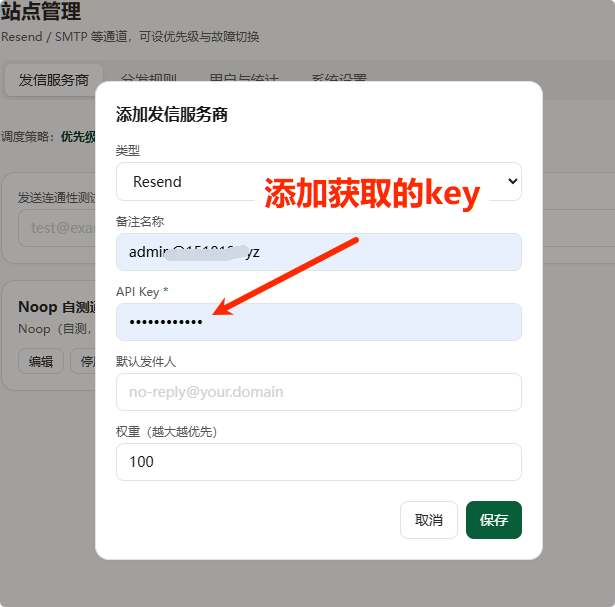 站点管理
Resend / SMTP 等通道，可设优先级与故障切换
发信服务商 分发规则 用户与统计 系统设置
调度策略：优先级
发送连通性测试
test@exam
Noop 自测通
Noop（自测，
编辑 停用
添加发信服务商
类型
Resend
添加获取的key
备注名称
API Key *
••••••••••••
默认发件人
no-reply@your.domain
权重（越大越优先）
100
取消 保存